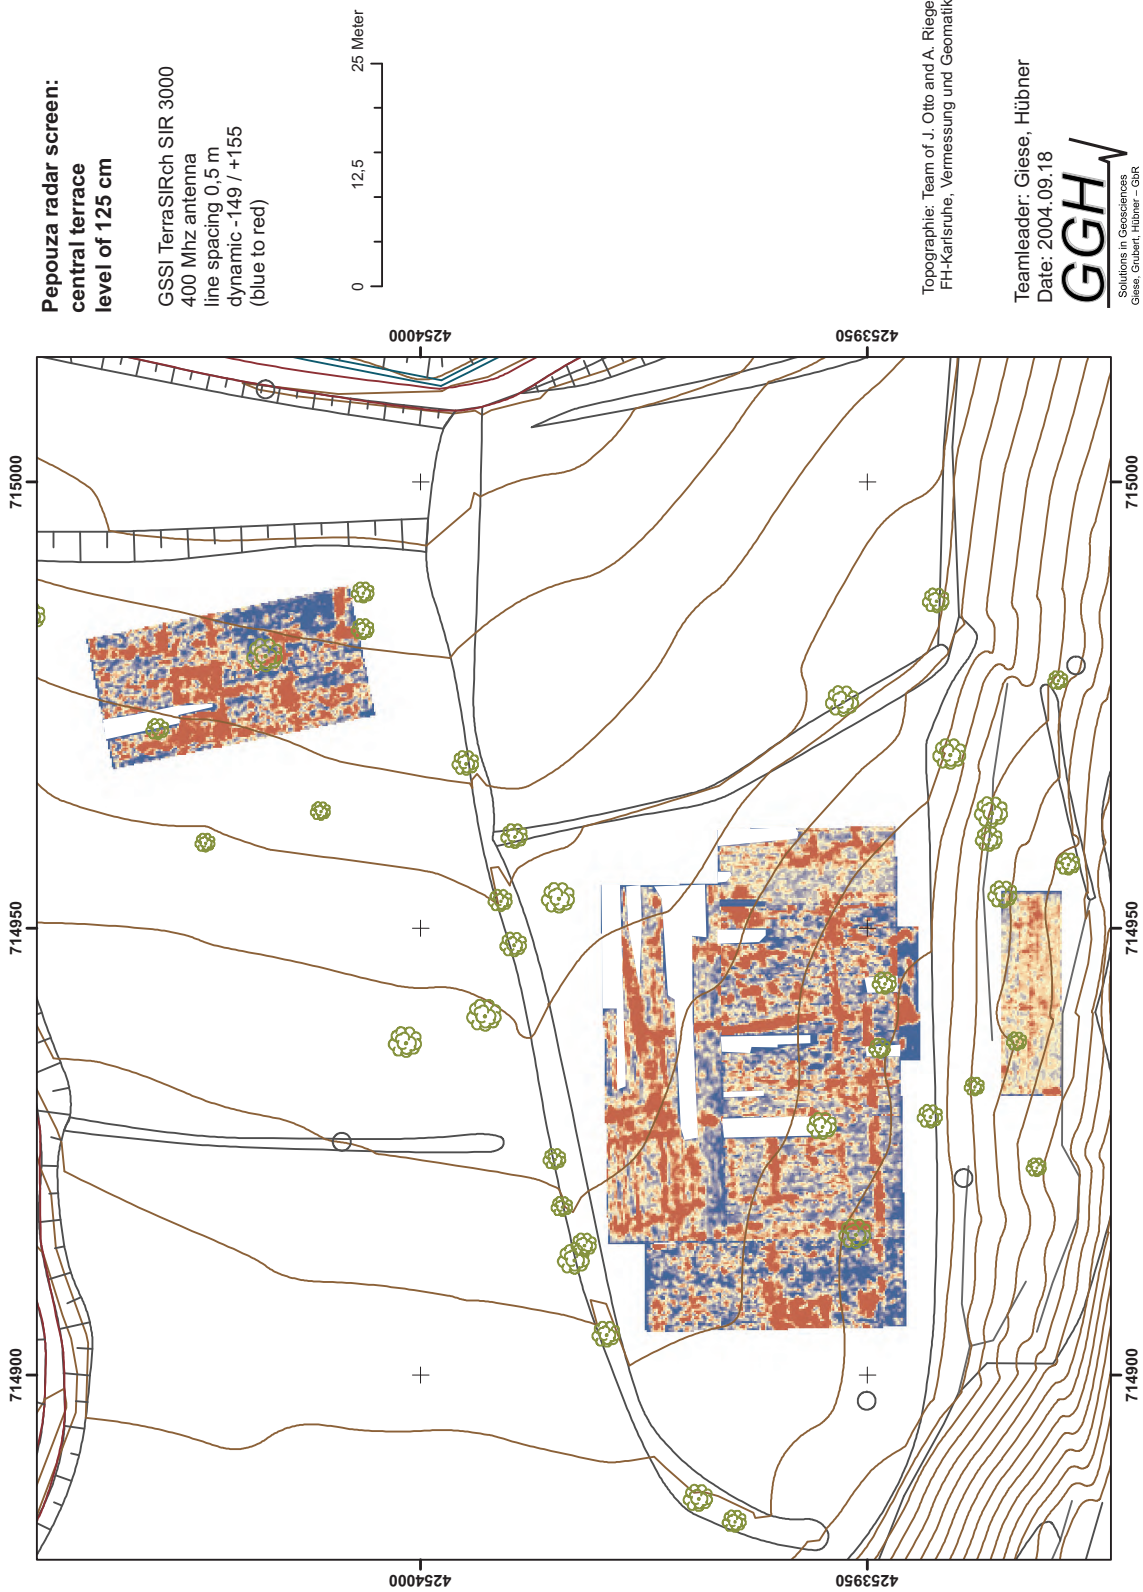 Pepouza radar screen:
central terrace
level of 125 cm
GSSI TerraSIRch SIR 3000
400 Mhz antenna
line spacing 0,5 m
dynamic -149 / +155
(blue to red)
0
12,5
25 Meter
Topographie: Team of J. Otto and A. Riege
FH-Karlsruhe, Vermessung und Geomatik
Teamleader: Giese, Hübner
Date: 2004.09.18
GGH
Solutions in Geosciences
Giese, Grubert, Hübner – GbR
4254000
4253950
715000
715000
714950
714950
714900
714900
4254000
4253950